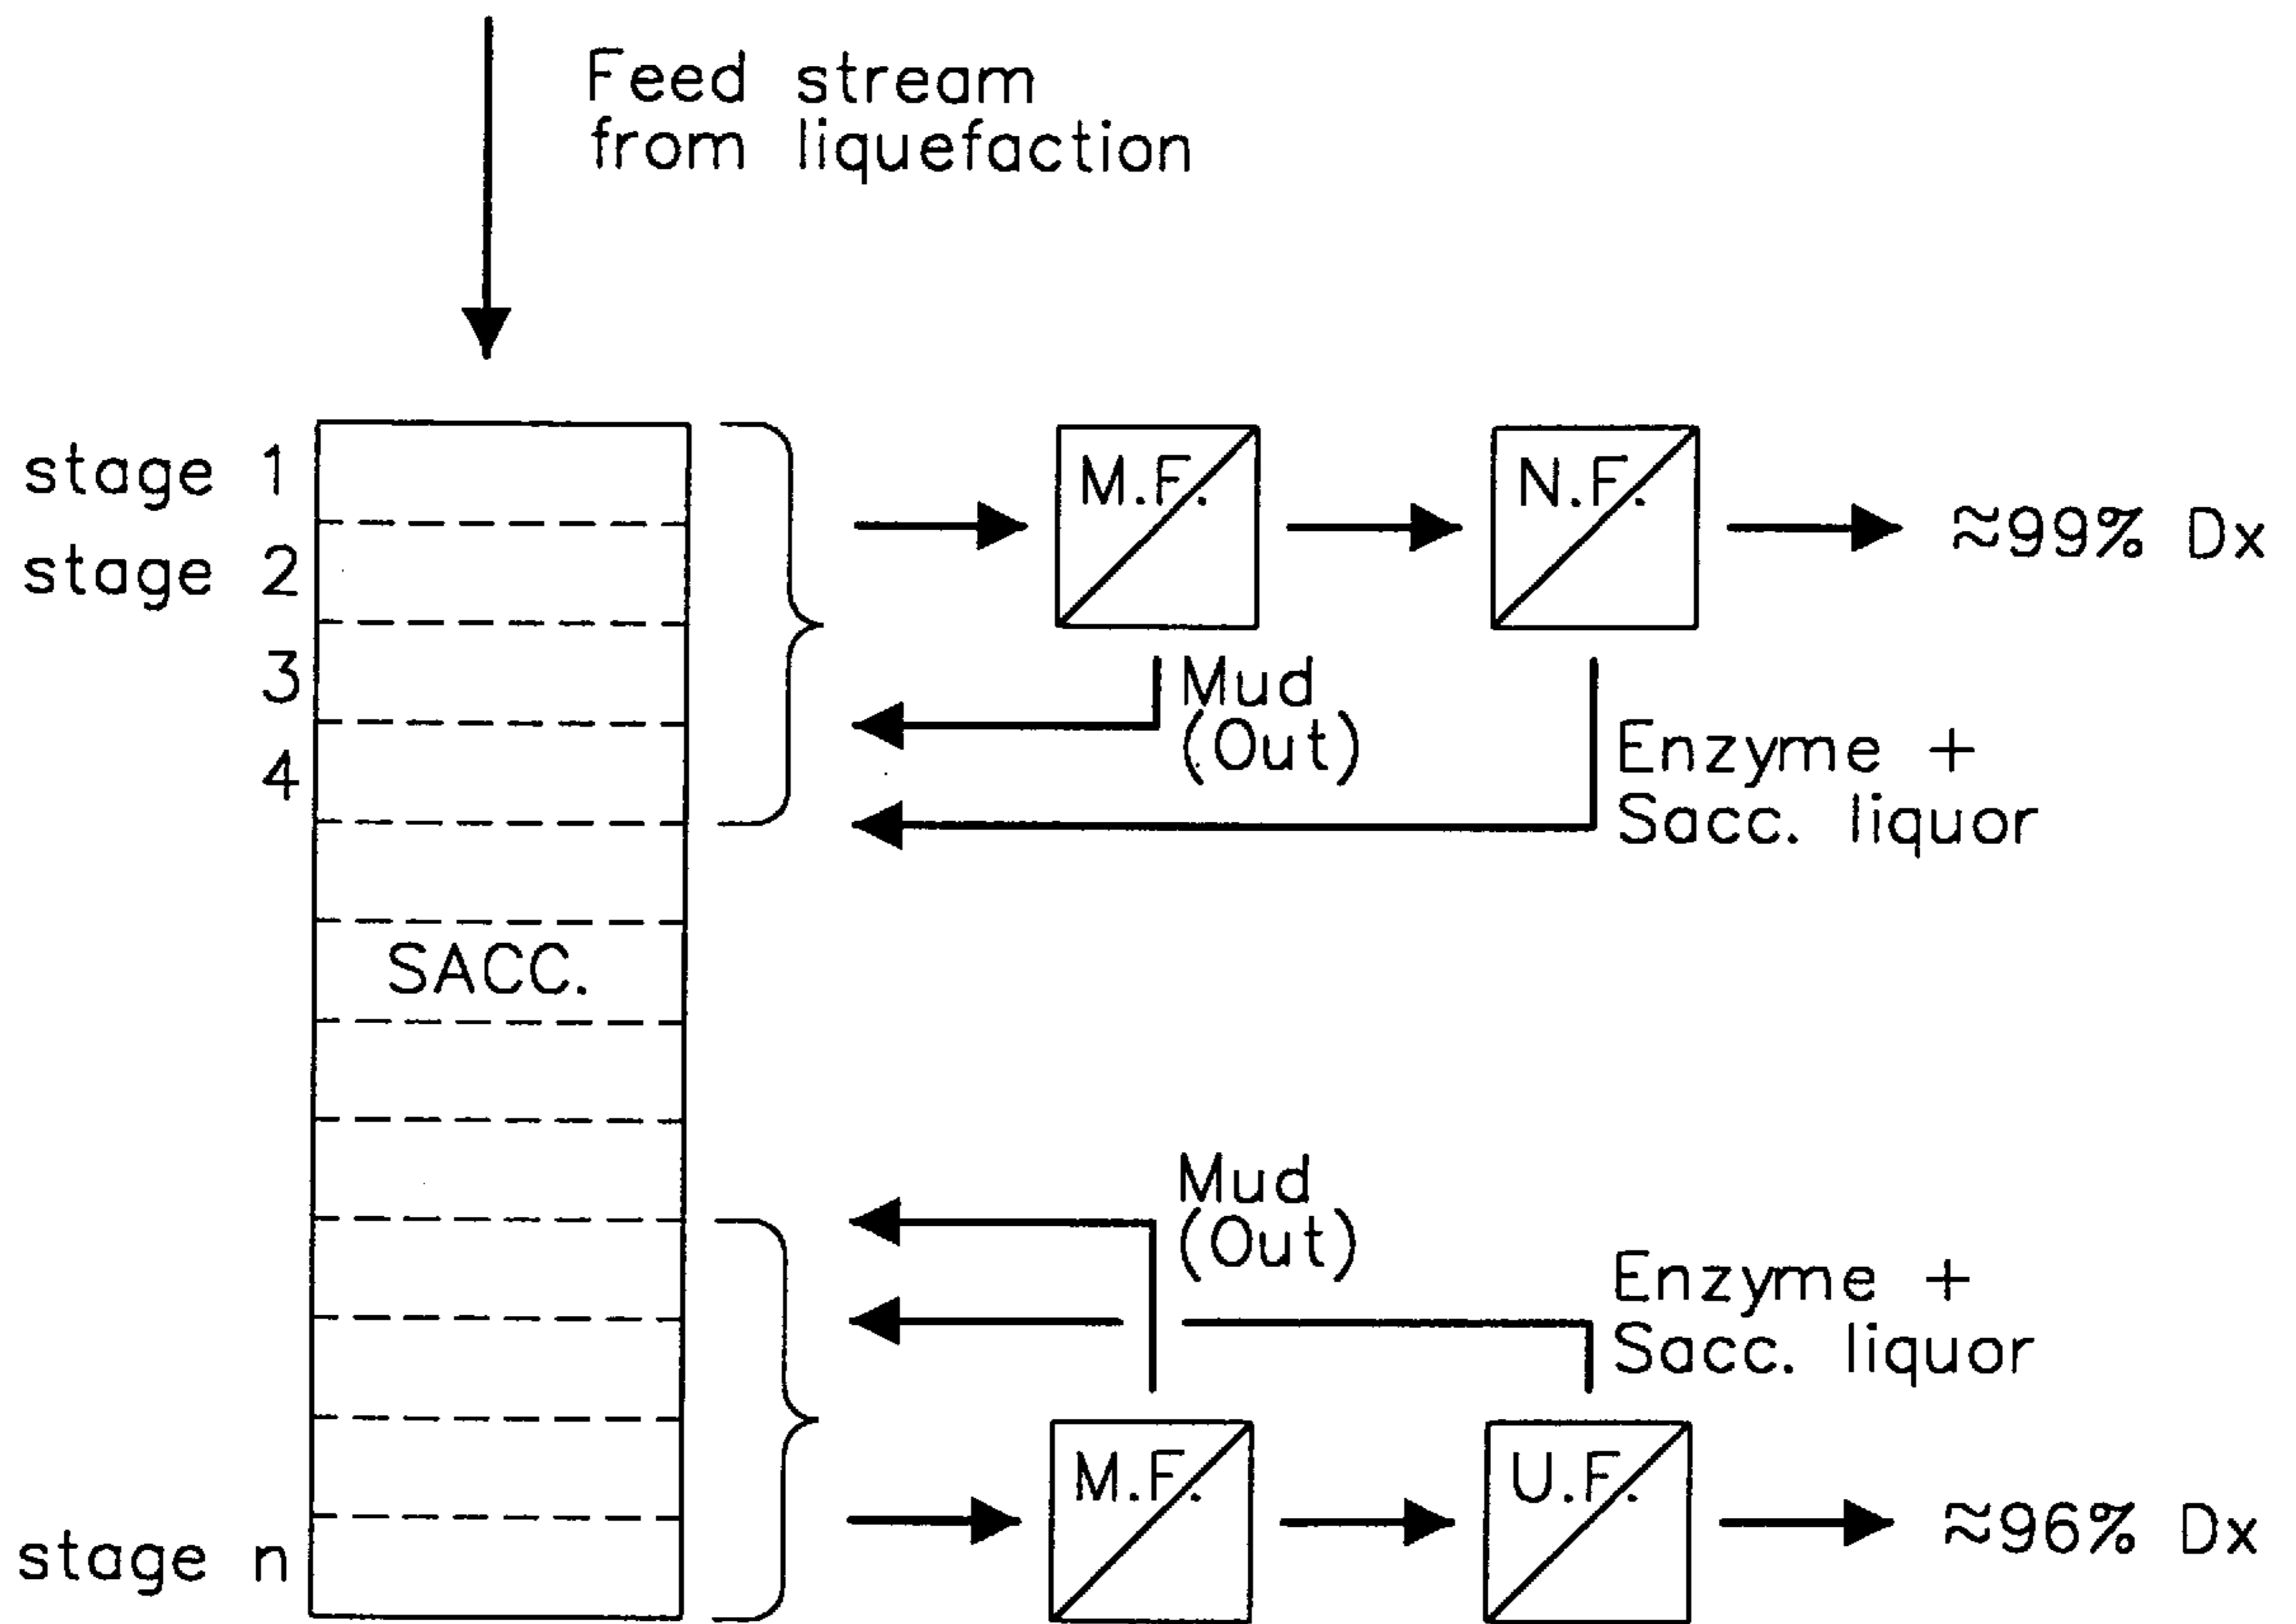 Feed stream
from liquefaction
stage 1
stage 2
3
4
SACC.
stage n
M.F.
N.F.
≈99% Dx
Mud
(Out)
Enzyme +
Sacc. liquor
Mud
(Out)
Enzyme +
Sacc. liquor
M.F.
U.F.
≈96% Dx